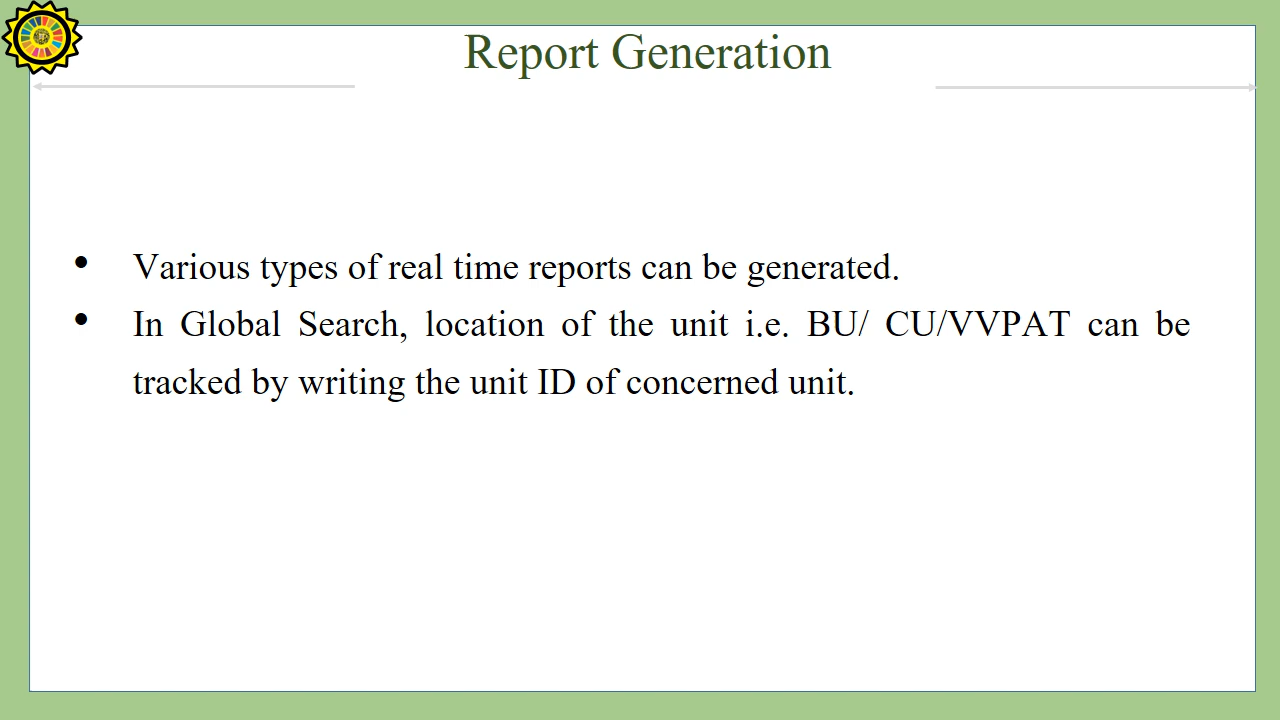 Report Generation
• Various types of real time reports can be generated.
• In Global Search, location of the unit i.e. BU/ CU/VVPAT can be
tracked by writing the unit ID of concerned unit.